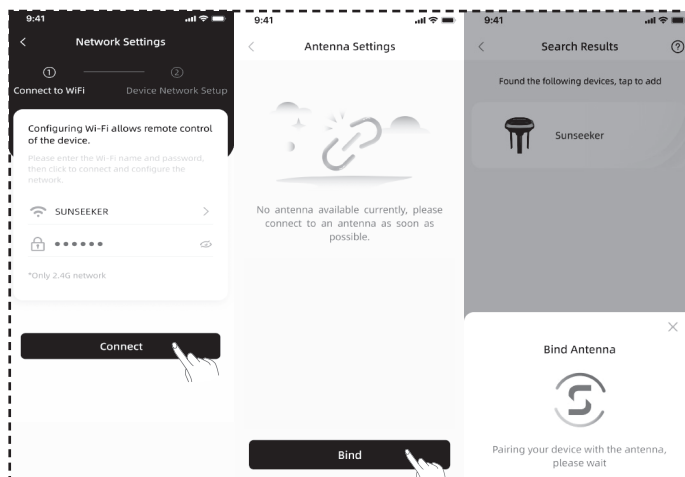 9:41
Network Settings
1
2
Connect to WiFi
Device Network Setup
Configuring Wi-Fi allows remote control
of the device.
Please enter the Wi-Fi name and password,
then click to connect and configure the
network.
SUNSEEKER
*Only 2.4G network
Connect
9:41
Antenna Settings
No antenna available currently, please
connect to an antenna as soon as
possible.
Bind
9:41
Search Results
?
Found the following devices, tap to add
Sunseeker
Bind Antenna
Pairing your device with the antenna,
please wait